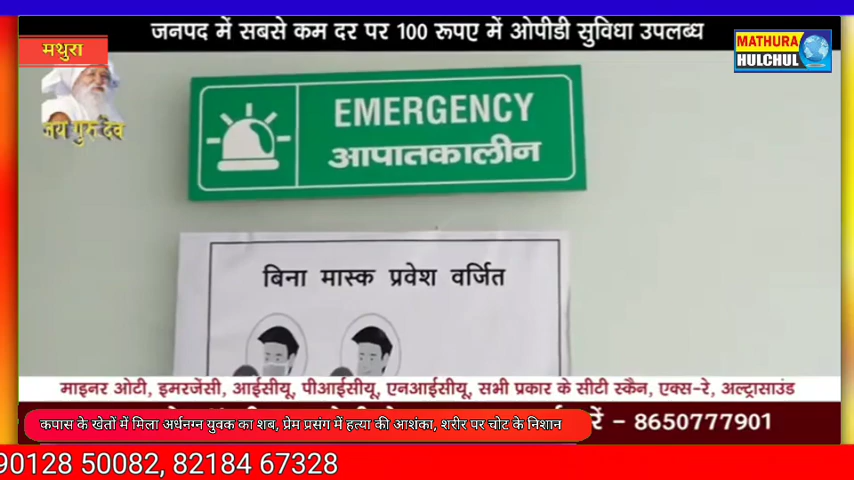 जनपद में सबसे कम दर पर 100 रूपए में ओपीडी सुविधा उपलब्ध
मथुरा
MATHURA
HULCHUL
जय गुरु देव
EMERGENCY
आपातकालीन
बिना मास्क प्रवेश वर्जित
माइनर ओटी, इमरजेंसी, आईसीयू, पीआईसीयू, एनआईसीयू, सभी प्रकार के सीटी स्कैन, एक्स-रे, अल्ट्रासाउंड
रें - 8650777901
कपास के खेतों में मिला अर्धनग्न युवक का शब, प्रेम प्रसंग में हत्या की आशंका, शरीर पर चोट के निशान
90128 50082, 82184 67328